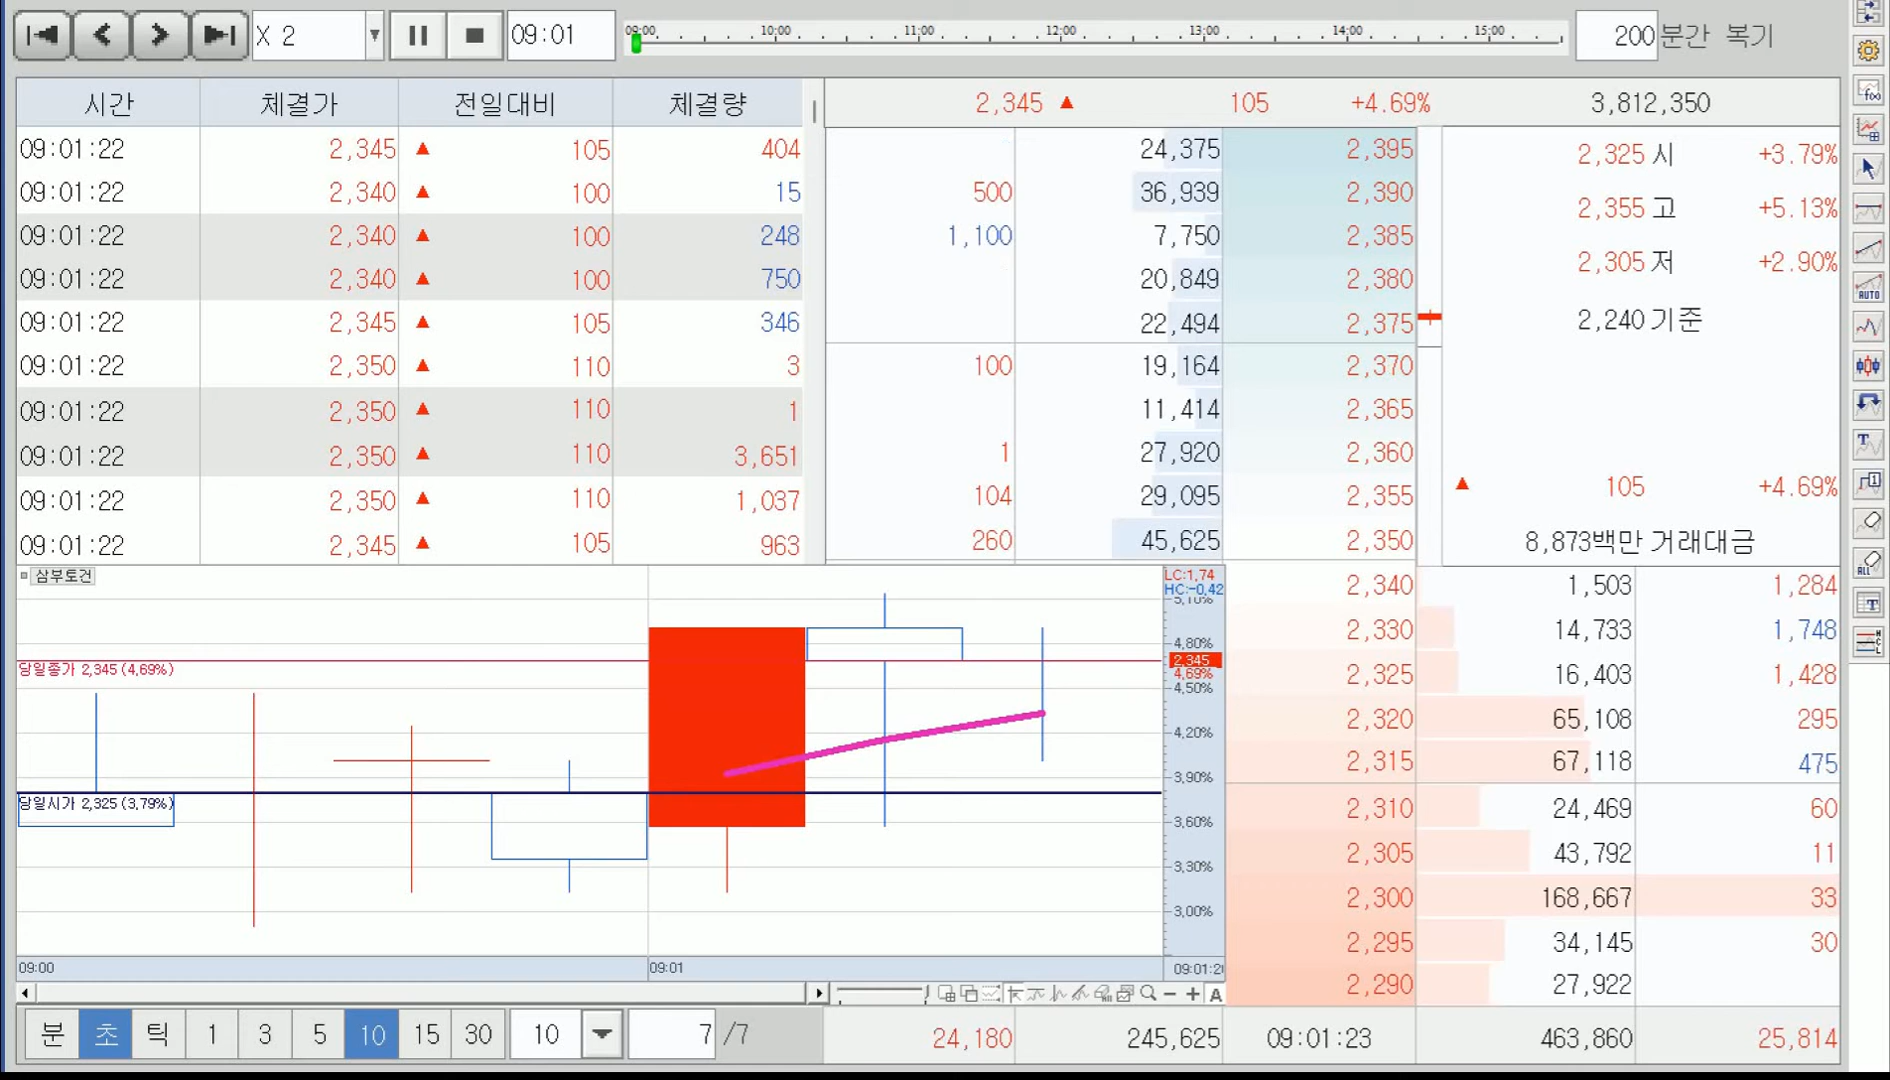 X 2 09:01 09:00 10:00 11:00 12:00 13:00 14:00 15:00 200 분간 복기
시간 체결가 전일대비 체결량 2,345 ▲ 105 +4.69% 3,812,350
09:01:22 2,345 ▲ 105 404
09:01:22 2,340 ▲ 100 15
09:01:22 2,340 ▲ 100 248
09:01:22 2,340 ▲ 100 750
09:01:22 2,345 ▲ 105 346
09:01:22 2,350 ▲ 110 3
09:01:22 2,350 ▲ 110 1
09:01:22 2,350 ▲ 110 3,651
09:01:22 2,350 ▲ 110 1,037
09:01:22 2,345 ▲ 105 963
24,375 2,395
500 36,939 2,390
1,100 7,750 2,385
20,849 2,380
22,494 2,375
100 19,164 2,370
11,414 2,365
1 27,920 2,360
104 29,095 2,355
260 45,625 2,350
2,325 시 +3.79%
2,355 고 +5.13%
2,305 저 +2.90%
2,240 기준
▲ 105 +4.69%
8,873백만 거래대금
삼부토건
LC:1.74
HC:-0.42
5,10%
4,80%
2,345
4.69%
4,50%
4,20%
3,90%
3,60%
3,30%
3,00%
당일종가 2,345 (4,69%)
당일시가 2,325 (3,79%)
09:00 09:01 09:01:2
2,340 1,503 1,284
2,330 14,733 1,748
2,325 16,403 1,428
2,320 65,108 295
2,315 67,118 475
2,310 24,469 60
2,305 43,792 11
2,300 168,667 33
2,295 34,145 30
2,290 27,922
A
분 초 틱 1 3 5 10 15 30 10 7 /7
24,180 245,625 09:01:23 463,860 25,814
f(x)
AUTO
T
1
ALL
T